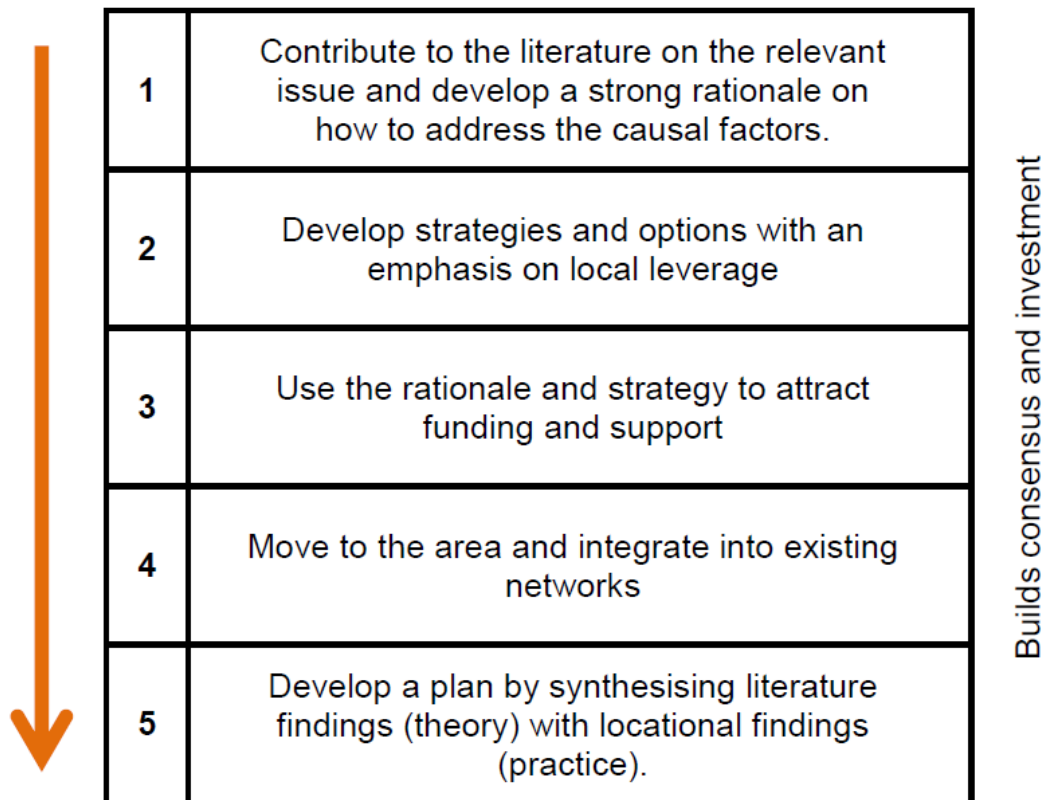 1
Contribute to the literature on the relevant
issue and develop a strong rationale on
how to address the causal factors.
2
Develop strategies and options with an
emphasis on local leverage
3
Use the rationale and strategy to attract
funding and support
4
Move to the area and integrate into existing
networks
5
Develop a plan by synthesising literature
findings (theory) with locational findings
(practice).
Builds consensus and investment